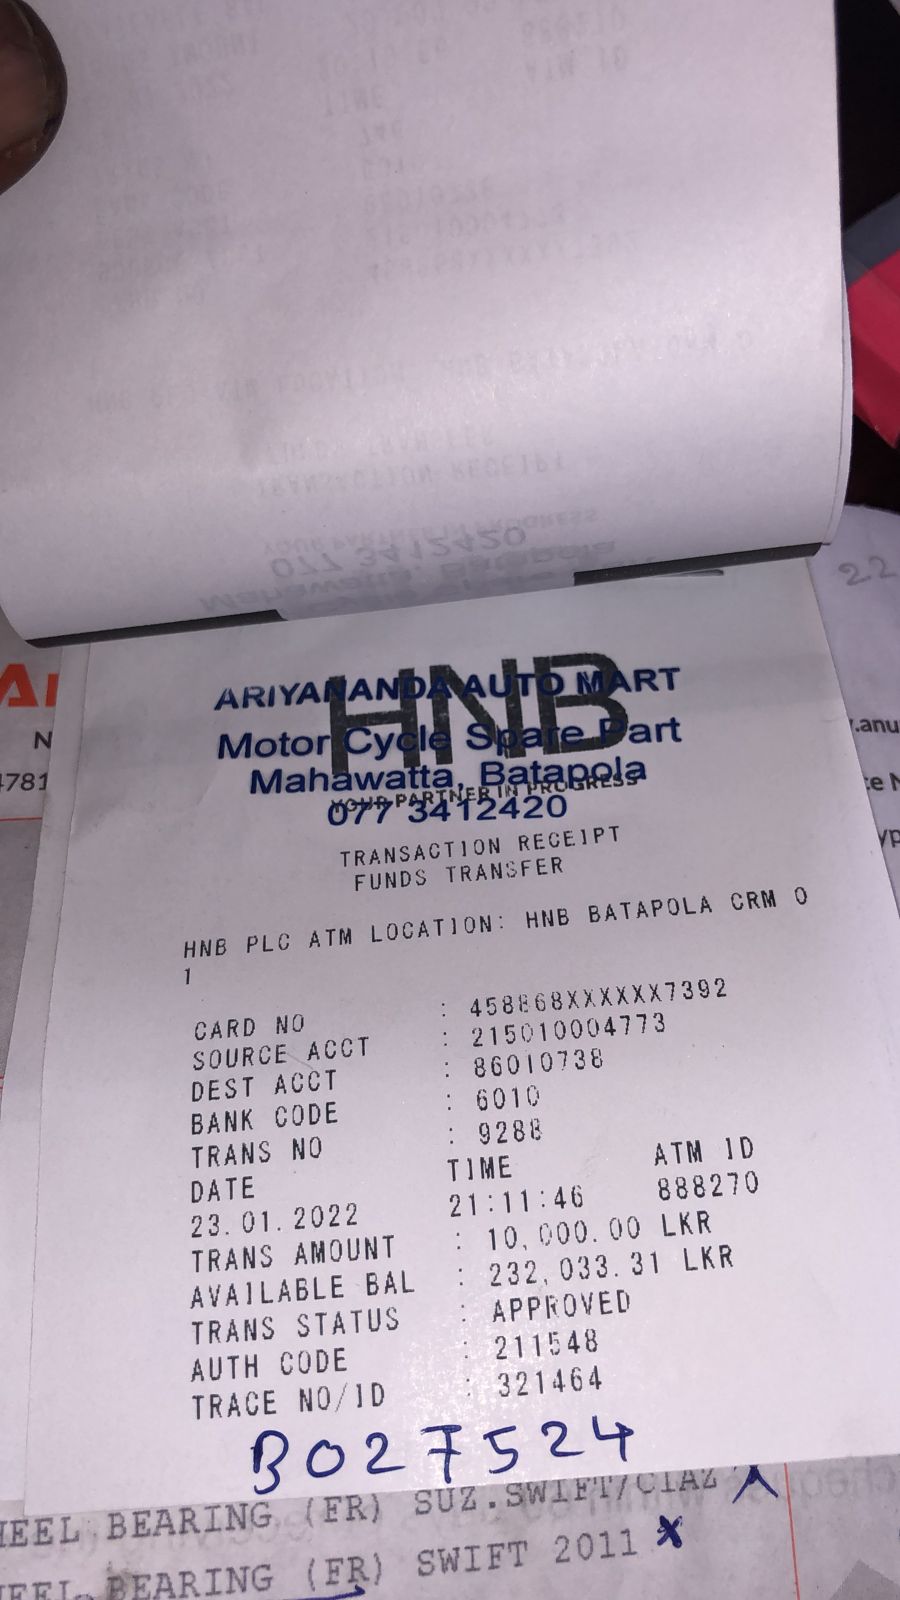 22
ARIYANANDA AUTO MART
HNB
Motor Cycle Spare Part
Mahawatta, Batapola
YOUR PARTNER IN PROGRESS
077 3412420
TRANSACTION RECEIPT
FUNDS TRANSFER
HNB PLC ATM LOCATION: HNB BATAPOLA CRM 0
1
CARD NO : 458868XXXXXX7392
SOURCE ACCT : 215010004773
DEST ACCT : 86010738
BANK CODE : 6010
TRANS NO : 9288
DATE TIME ATM ID
23.01.2022 21:11:46 888270
TRANS AMOUNT : 10,000.00 LKR
AVAILABLE BAL : 232,033.31 LKR
TRANS STATUS : APPROVED
AUTH CODE : 211548
TRACE NO/ID : 321464
B027524
HEEL BEARING (FR) SUZ.SWIFT/CIAZ
HEEL BEARING (FR) SWIFT 2011